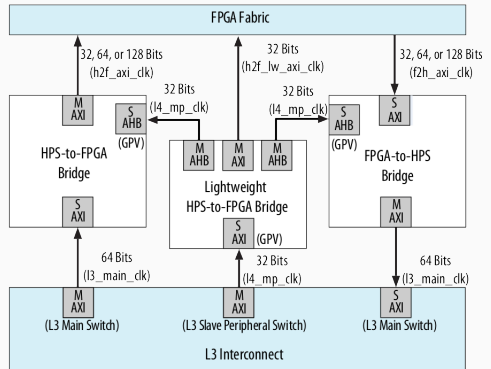 FPGA Fabric
32, 64, or 128 Bits
(h2f_axi_clk)
32 Bits
(h2f_lw_axi_clk)
32, 64, or 128 Bits
(f2h_axi_clk)
32 Bits
(l4_mp_clk)
32 Bits
(l4_mp_clk)
M
AXI
S
AHB
(GPV)
HPS-to-FPGA
Bridge
S
AXI
M
AHB
M
AXI
M
AHB
Lightweight
HPS-to-FPGA Bridge
S
AXI
(GPV)
S
AHB
(GPV)
S
AXI
FPGA-to-HPS
Bridge
M
AXI
64 Bits
(l3_main_clk)
32 Bits
(l4_mp_clk)
64 Bits
(l3_main_clk)
M
AXI
(L3 Main Switch)
M
AXI
(L3 Slave Peripheral Switch)
S
AXI
(L3 Main Switch)
L3 Interconnect